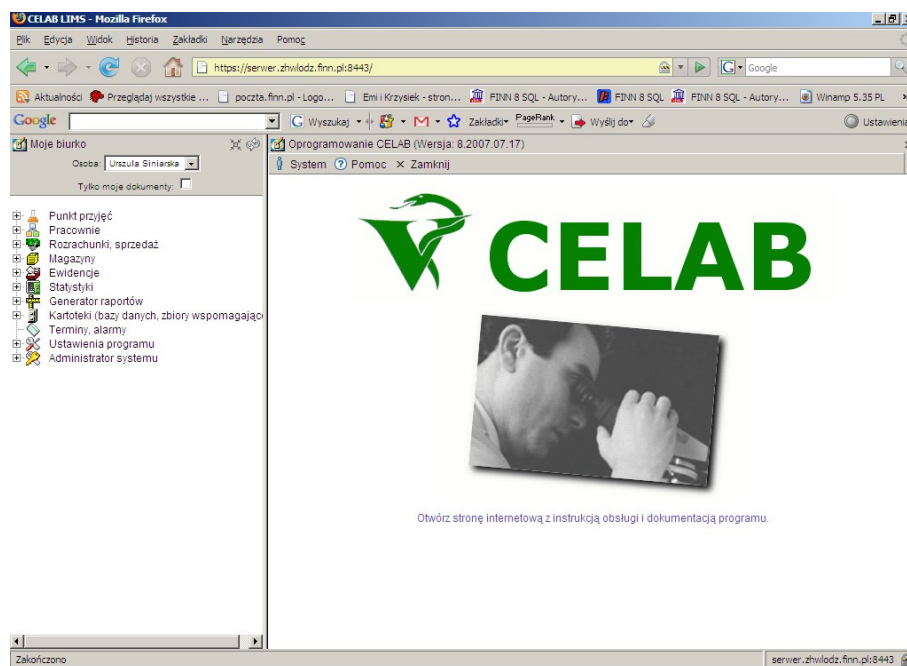 CELAB LIMS - Mozilla Firefox
Plik Edycja Widok Historia Zakładki Narzędzia Pomoc
https://serwer.zhwlodz.finn.pl:8443/ Google
Aktualności Przeglądaj wszystkie ... poczta.finn.pl - Logo... Emi i Krzysiek - stron... FINN 8 SQL - Autory... FINN 8 SQL FINN 8 SQL - Autory... Winamp 5.35 PL
Google Wyszukaj Zakładki PageRank Wyślij do Ustawienia
Moje biurko
Osoba: Urszula Siniarska
Tylko moje dokumenty:
Punkt przyjęć
Pracownie
Rozrachunki, sprzedaż
Magazyny
Ewidencje
Statystyki
Generator raportów
Kartoteki (bazy danych, zbiory wspomagające
Terminy, alarmy
Ustawienia programu
Administrator systemu
Oprogramowanie CELAB (Wersja: 8.2007.07.17)
System Pomoc Zamknij
CELAB
Otwórz stronę internetową z instrukcją obsługi i dokumentacją programu.
Zakończono serwer.zhwlodz.finn.pl:8443